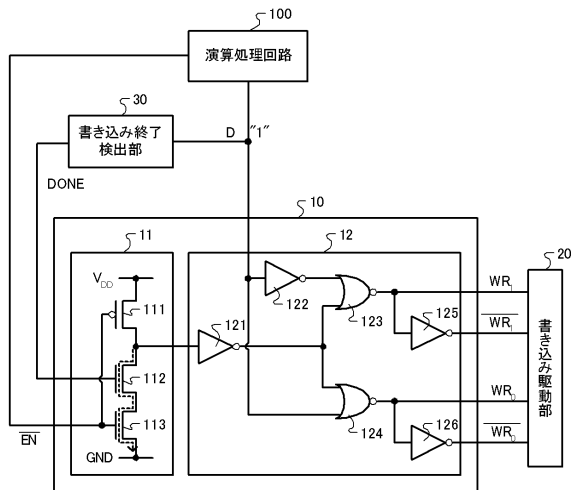 100
演算処理回路
30
書き込み終了
検出部
D
"1"
DONE
10
11
12
20
VDD
111
112
113
GND
EN
121
122
123
124
125
126
WR1
WR1
WR0
WR0
書き込み駆動部